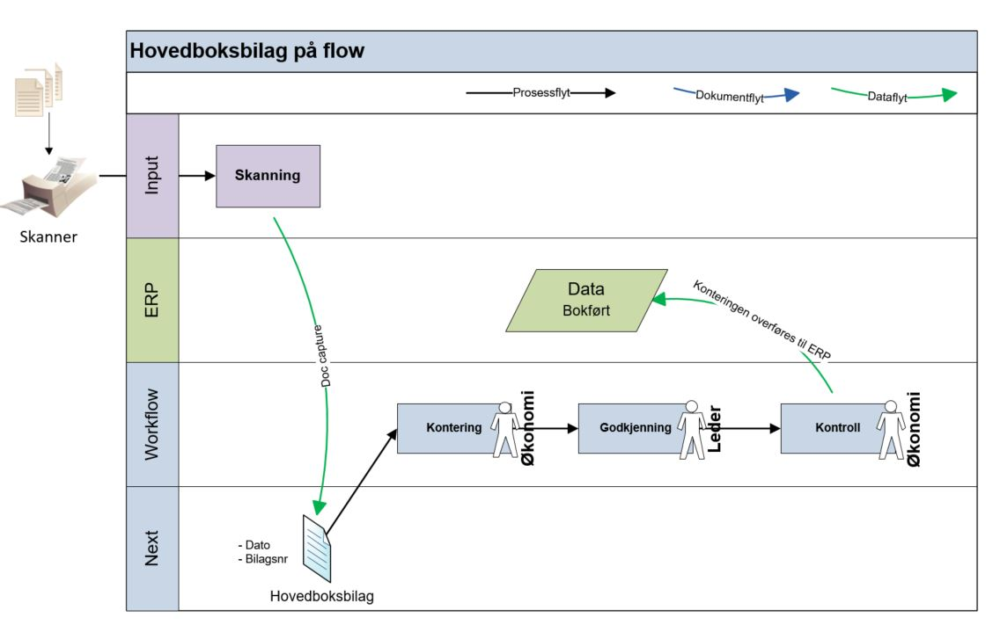 Hovedboksbilag på flow
Prosessflyt
Dokumentflyt
Dataflyt
Skanner
Input
Skanning
ERP
Data
Bokført
Konteringen overføres til ERP
Doc capture
Workflow
Kontering
Økonomi
Godkjenning
Leder
Kontroll
Økonomi
Next
- Dato
- Bilagsnr
Hovedboksbilag